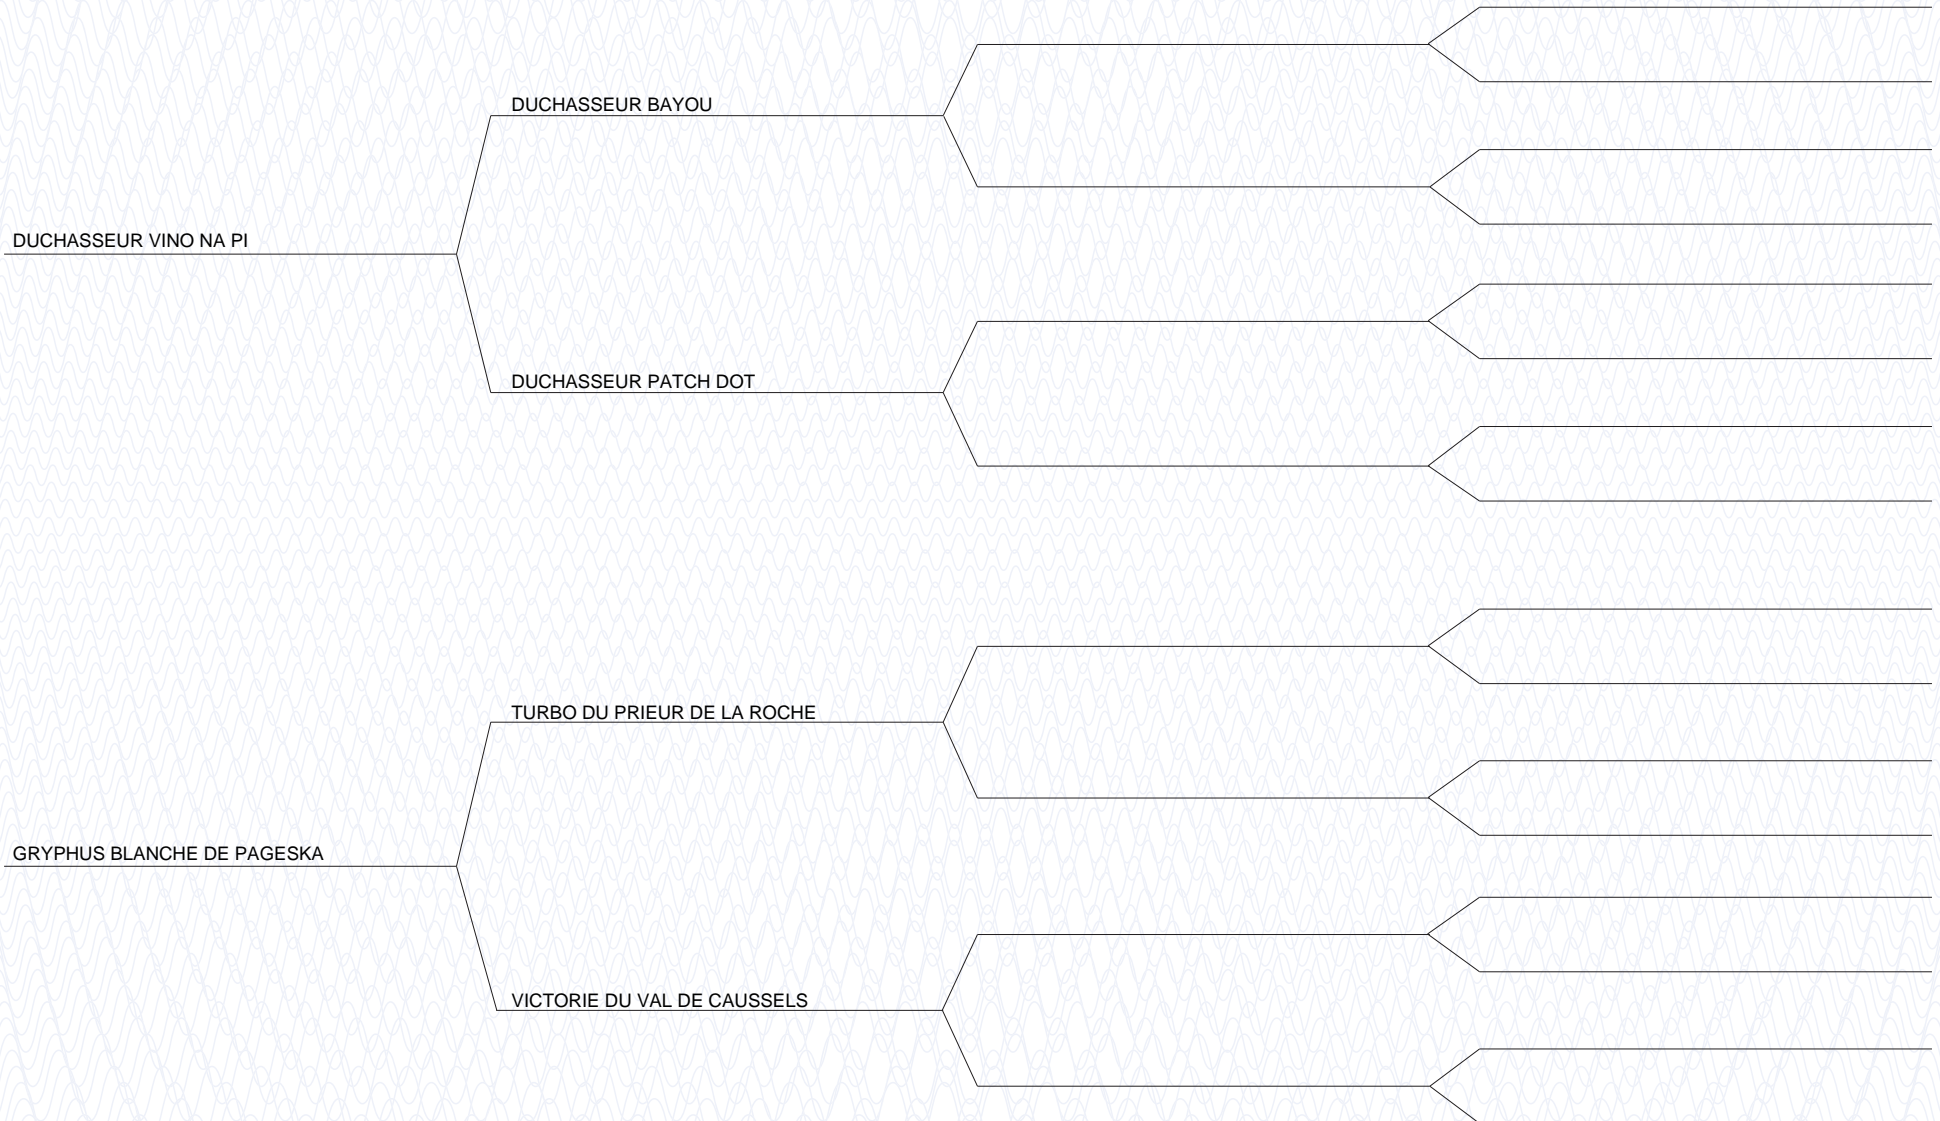 DUCHASSEUR BAYOU
DUCHASSEUR VINO NA PI
DUCHASSEUR PATCH DOT
TURBO DU PRIEUR DE LA ROCHE
GRYPHUS BLANCHE DE PAGESKA
VICTORIE DU VAL DE CAUSSELS